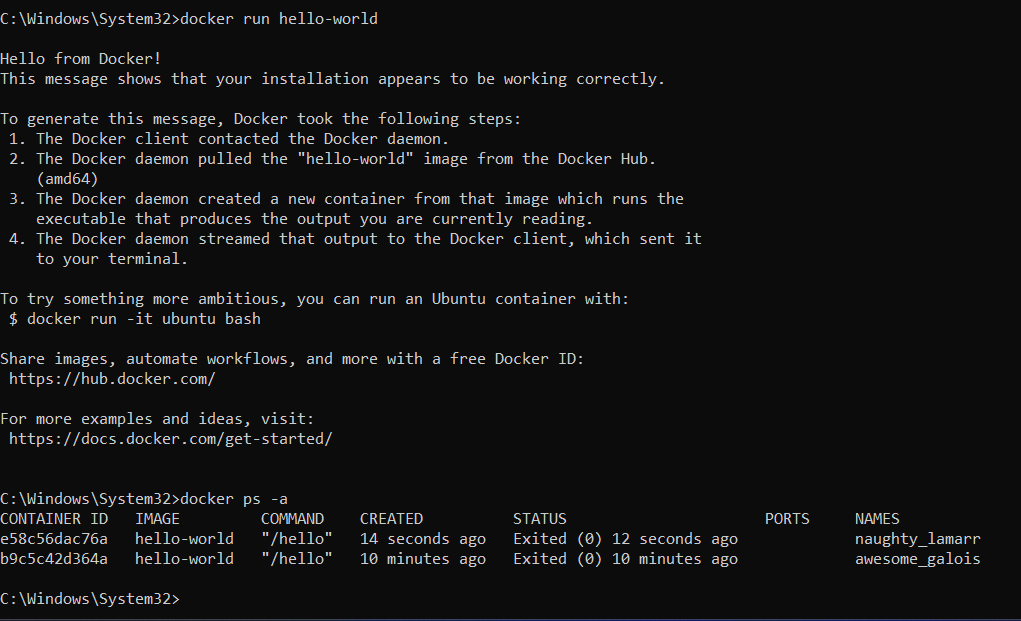 C:\Windows\System32>docker run hello-world
Hello from Docker!
This message shows that your installation appears to be working correctly.
To generate this message, Docker took the following steps:
1. The Docker client contacted the Docker daemon.
2. The Docker daemon pulled the "hello-world" image from the Docker Hub.
(amd64)
3. The Docker daemon created a new container from that image which runs the
executable that produces the output you are currently reading.
4. The Docker daemon streamed that output to the Docker client, which sent it
to your terminal.
To try something more ambitious, you can run an Ubuntu container with:
$ docker run -it ubuntu bash
Share images, automate workflows, and more with a free Docker ID:
https://hub.docker.com/
For more examples and ideas, visit:
https://docs.docker.com/get-started/
C:\Windows\System32>docker ps -a
CONTAINER ID   IMAGE         COMMAND    CREATED          STATUS                      PORTS     NAMES
e58c56dac76a   hello-world   "/hello"   14 seconds ago   Exited (0) 12 seconds ago             naughty_lamarr
b9c5c42d364a   hello-world   "/hello"   10 minutes ago   Exited (0) 10 minutes ago             awesome_galois
C:\Windows\System32>